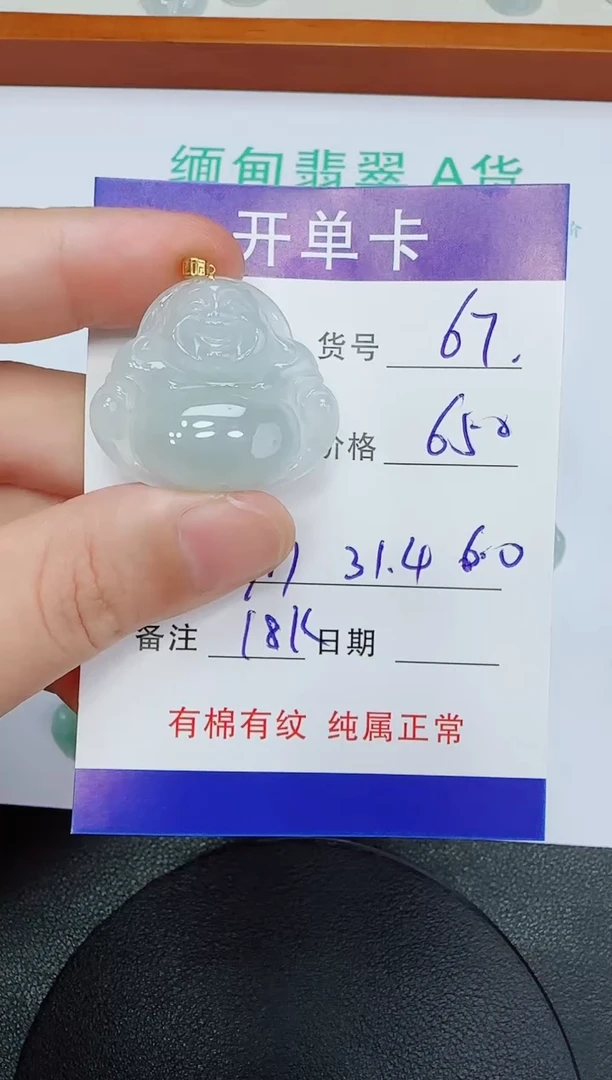 缅甸翡翠 A货
开单卡
货号 67.
价格 650
31.4 6.0
备注 18K 日期
有棉有纹 纯属正常